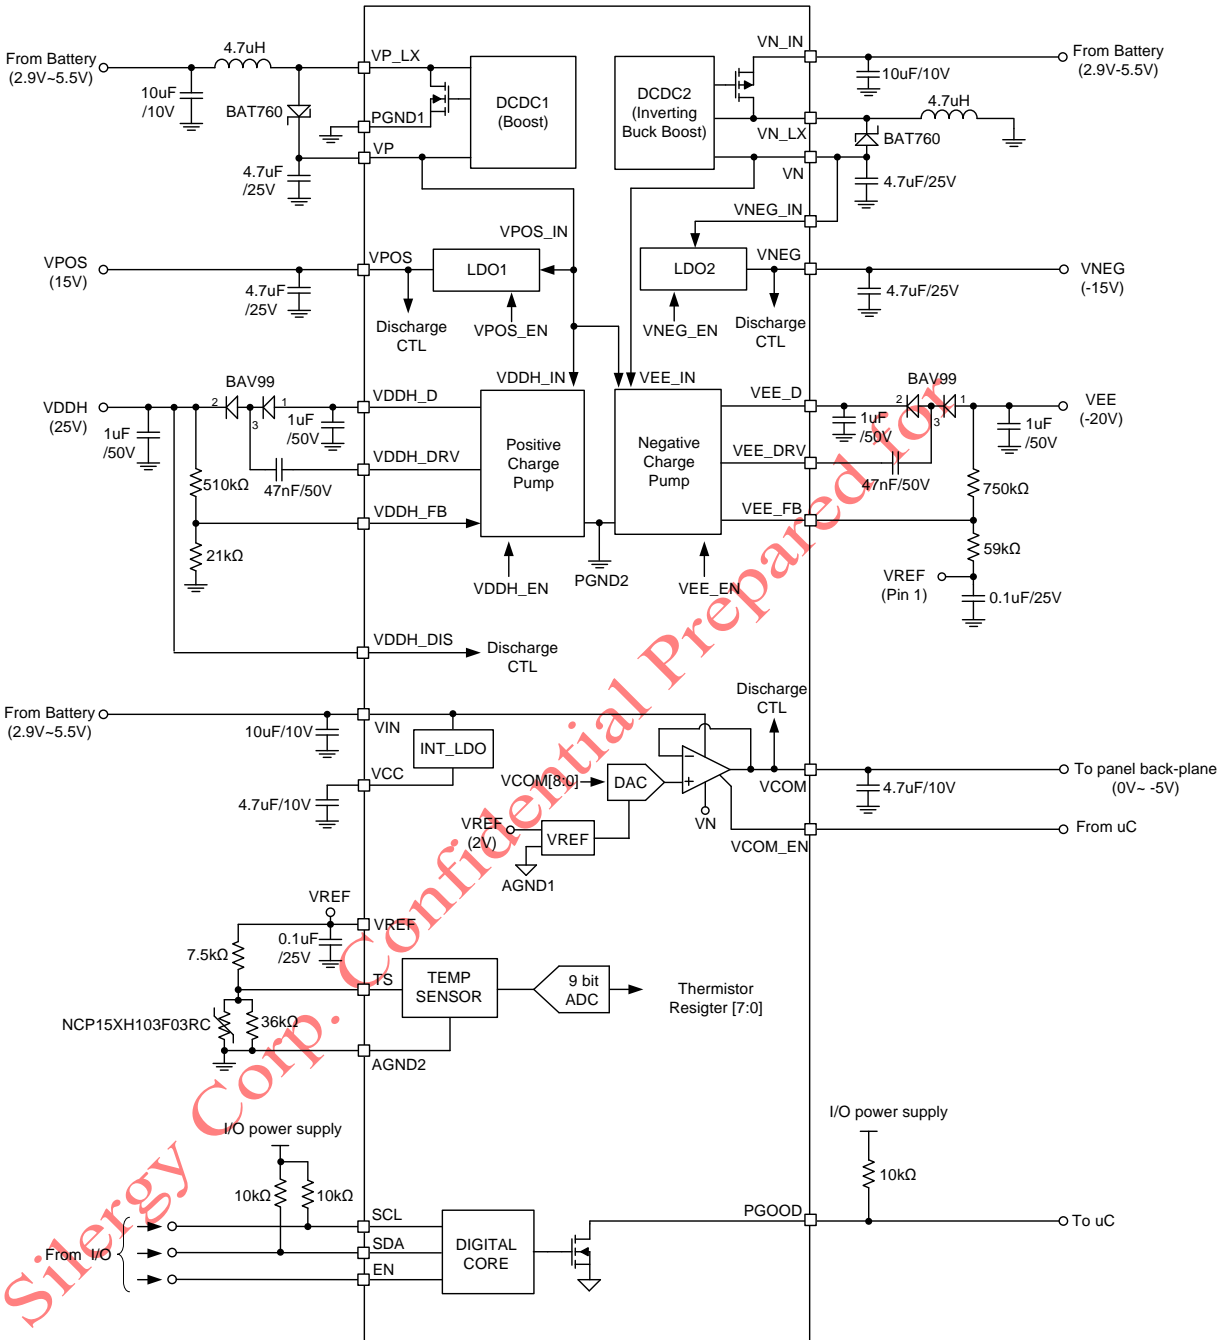 From Battery
(2.9V~5.5V)
4.7uH
VP_LX
10uF
/10V
BAT760
PGND1
VP
4.7uF
/25V
DCDC1
(Boost)
DCDC2
(Inverting
Buck Boost)
VN_IN
10uF/10V
From Battery
(2.9V-5.5V)
4.7uH
VN_LX
BAT760
VN
4.7uF/25V
VNEG_IN
VPOS_IN
VPOS
(15V)
4.7uF
/25V
VPOS
LDO1
Discharge
CTL
VPOS_EN
LDO2
VNEG
VNEG_EN
Discharge
CTL
4.7uF/25V
VNEG
(-15V)
VDDH_IN
VEE_IN
VDDH
(25V)
1uF
/50V
BAV99
2
1
3
1uF
/50V
VDDH_D
47nF/50V
VDDH_DRV
510kΩ
VDDH_FB
21kΩ
Positive
Charge
Pump
VDDH_EN
PGND2
Negative
Charge
Pump
VEE_EN
VEE_D
1uF
/50V
BAV99
2
3
1uF
/50V
VEE
(-20V)
VEE_DRV
47nF/50V
750kΩ
VEE_FB
59kΩ
VREF
(Pin 1)
0.1uF/25V
VDDH_DIS
Discharge
CTL
From Battery
(2.9V~5.5V)
10uF/10V
VIN
INT_LDO
VCC
4.7uF/10V
VCOM[8:0]
DAC
VREF
(2V)
VREF
AGND1
−
+
VN
Discharge
CTL
VCOM
4.7uF/10V
To panel back-plane
(0V~ -5V)
VCOM_EN
From uC
VREF
VREF
0.1uF
/25V
7.5kΩ
TS
TEMP
SENSOR
9 bit
ADC
Thermistor
Resigter [7:0]
NCP15XH103F03RC
36kΩ
AGND2
I/O power supply
10kΩ
10kΩ
SCL
SDA
EN
From I/O
DIGITAL
CORE
PGOOD
I/O power supply
10kΩ
To uC
Silergy Corp. Confidential Prepared for